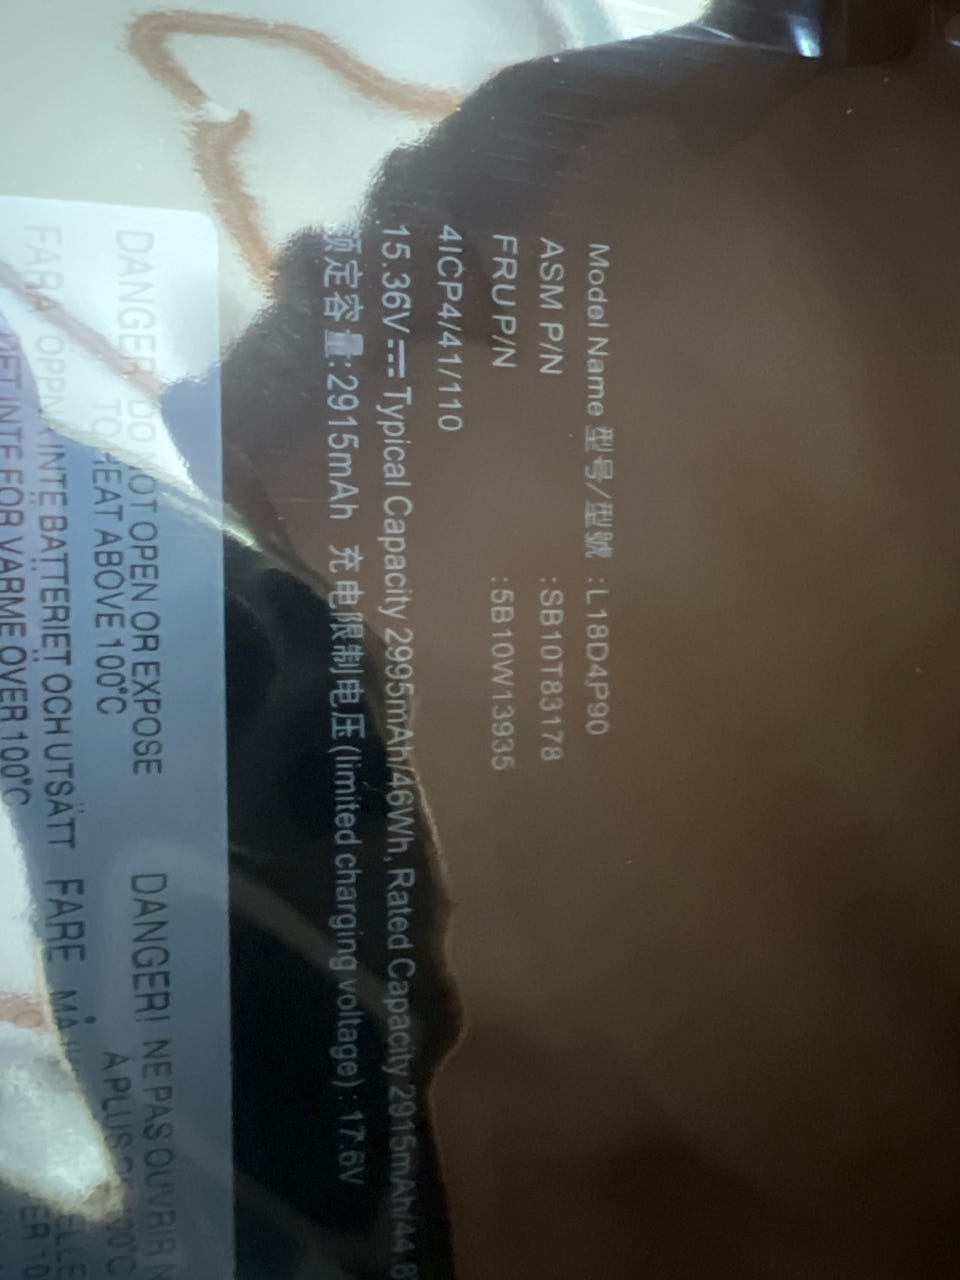 Model Name 型号/型號 :L18D4P90
ASM P/N :SB10T83178
FRU P/N :5B10W13935
4ICP4/41/110
15.36V⎓Typical Capacity 2995mAh/46Wh, Rated Capacity 2915mAh/44.8
额定容量:2915mAh 充电限制电压(limited charging voltage):17.6V
DANGER! NE PAS OUVRIR
DANGER DO NOT OPEN OR EXPOSE
À PLUS
TO HEAT ABOVE 100°C
FARA ÖPPNA INTE BATTERIET OCH UTSÄTT FARE
DET INTE FÖR VÄRME ÖVER 100°C